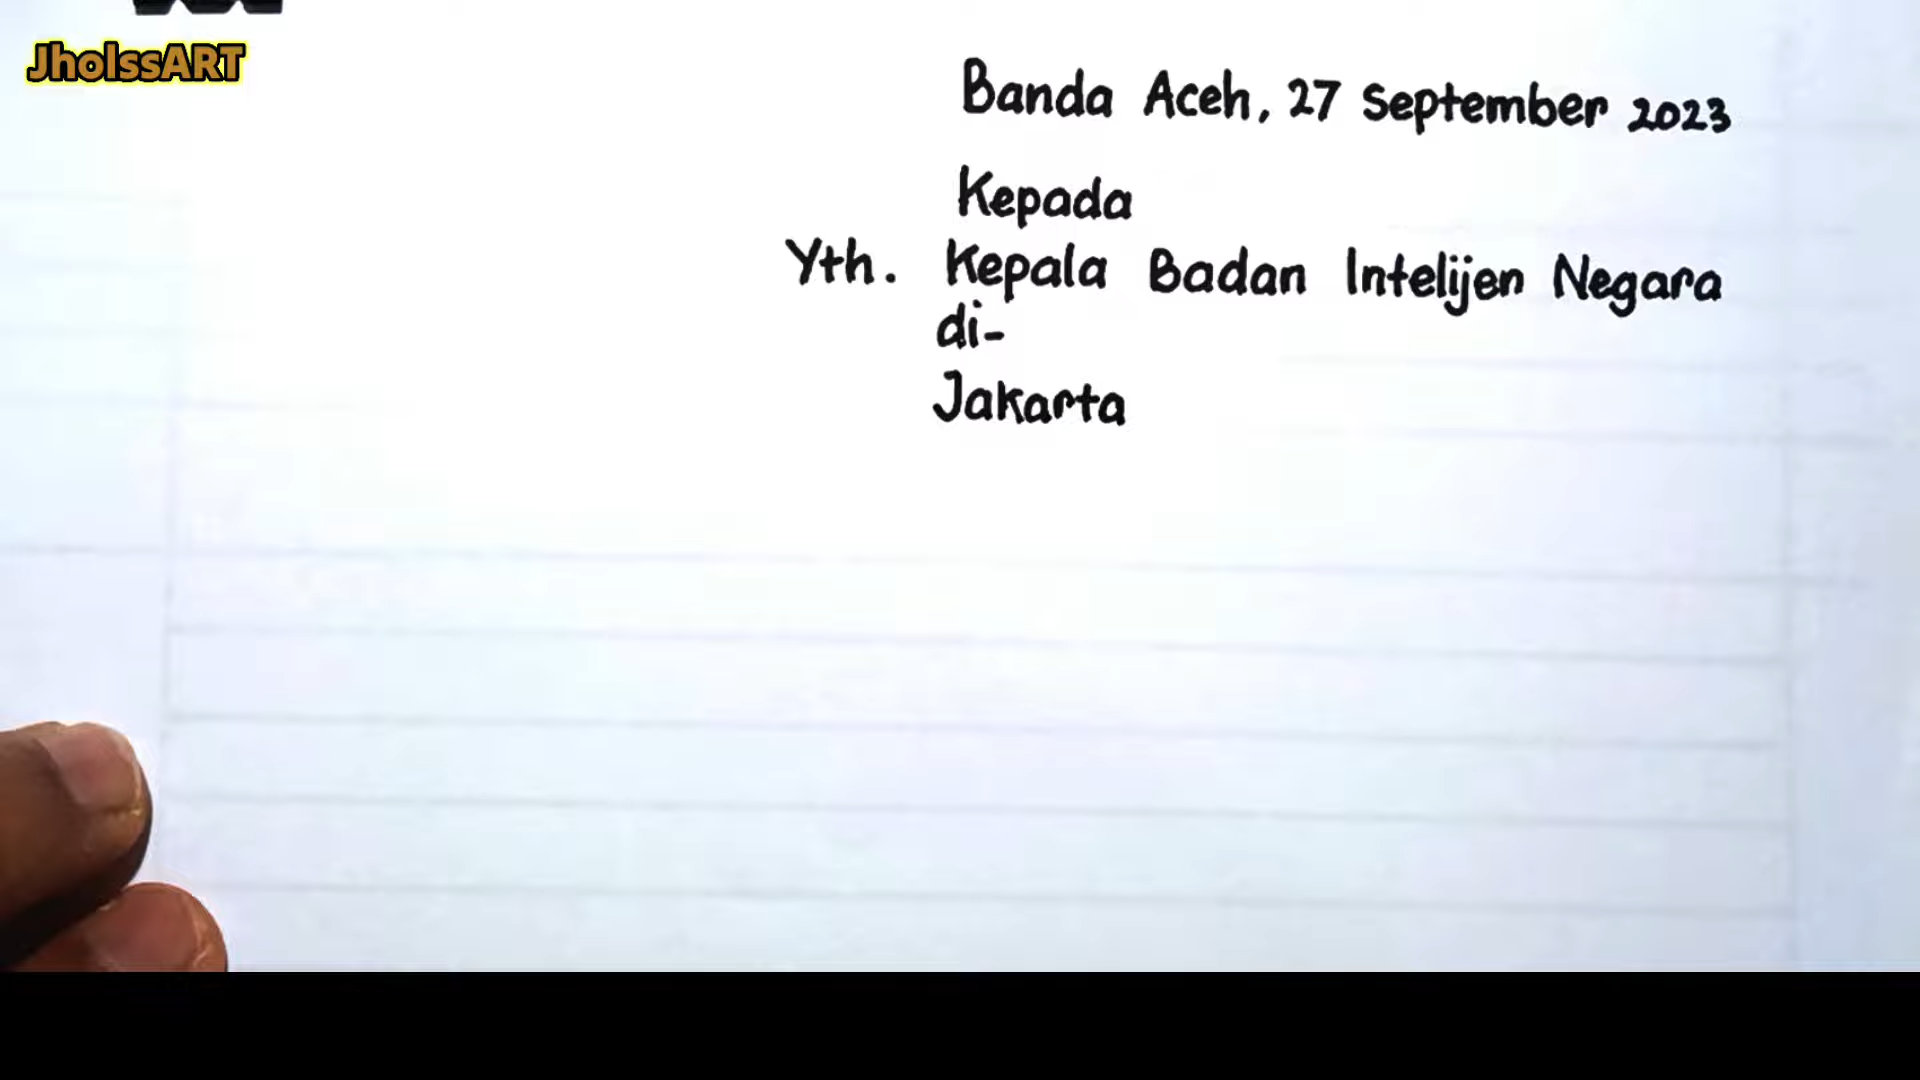 JholssART
Banda Aceh, 27 September 2023
Kepada
Yth. Kepala Badan Intelijen Negara
di-
Jakarta